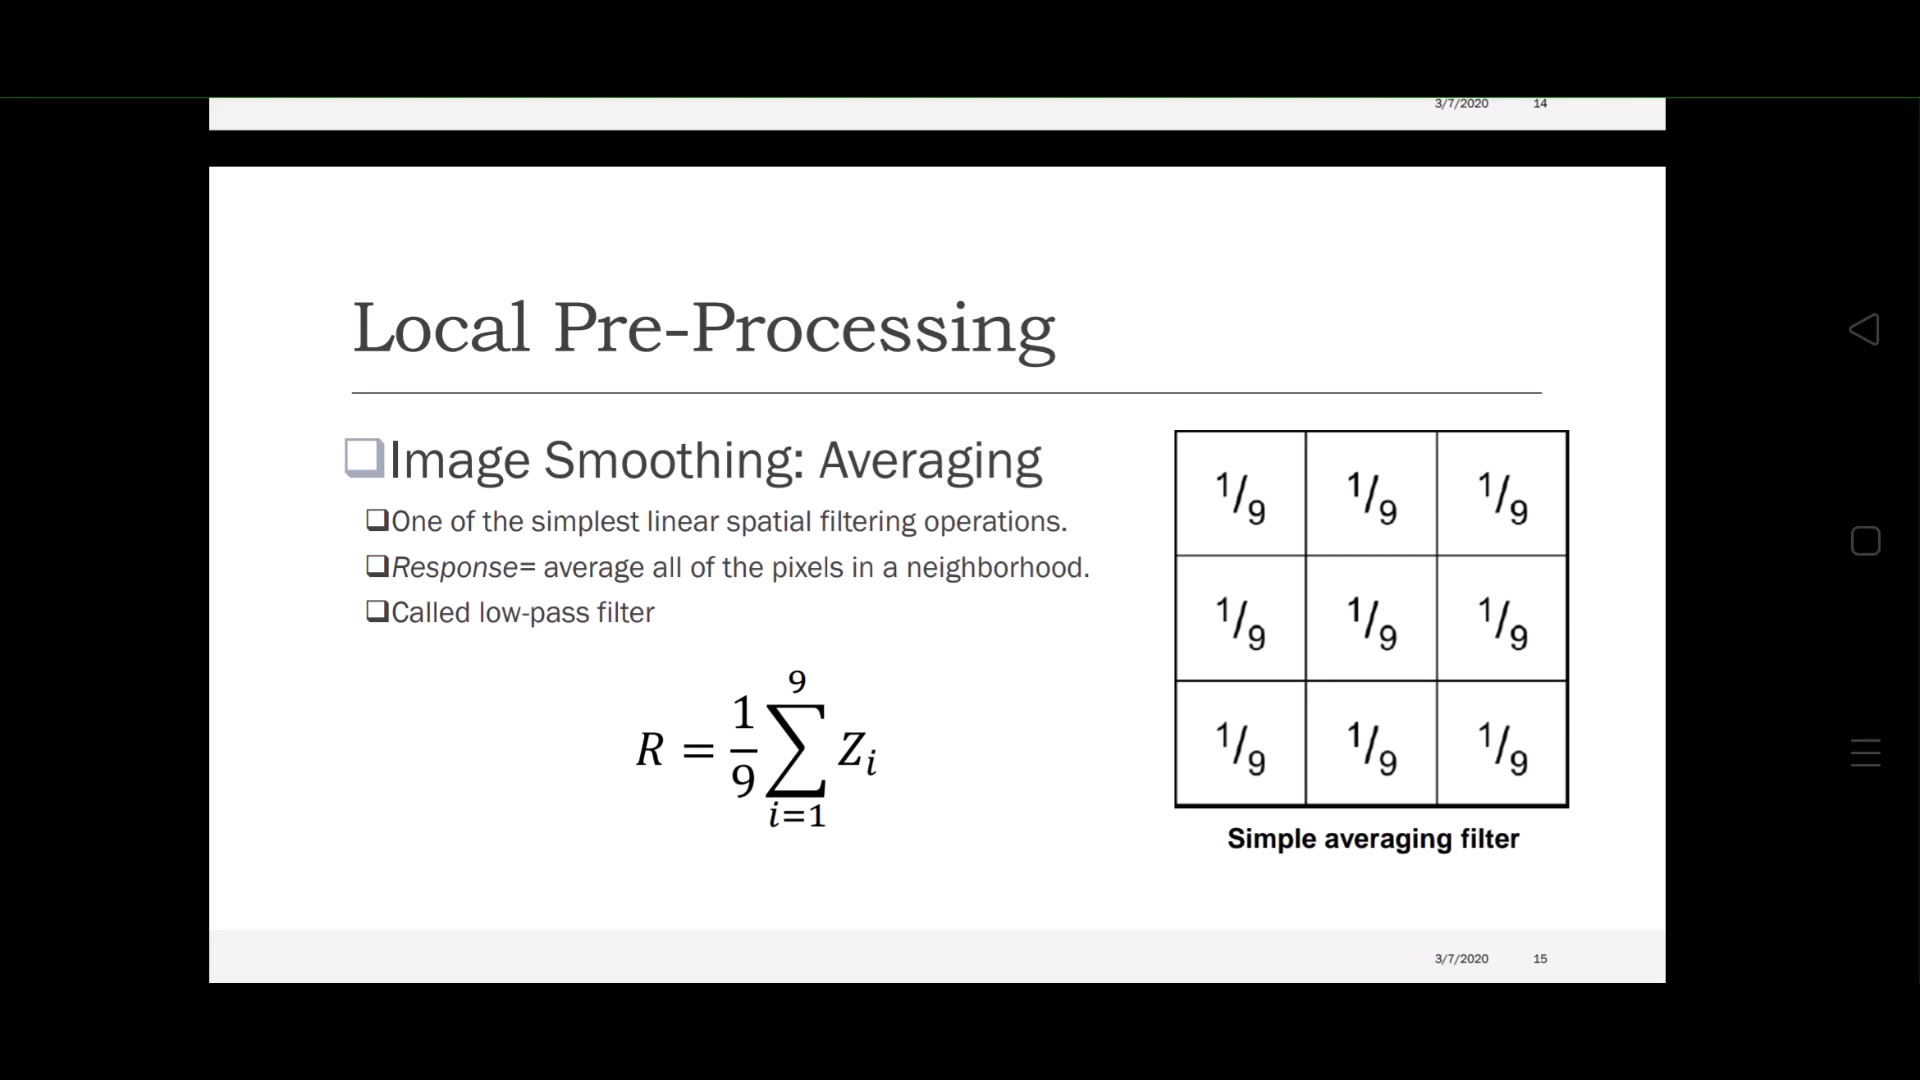 3/7/2020 14
Local Pre-Processing
Image Smoothing: Averaging
One of the simplest linear spatial filtering operations.
Response= average all of the pixels in a neighborhood.
Called low-pass filter
R = 1/9 ∑_{i=1}^{9} Z_i
1/9 1/9 1/9
1/9 1/9 1/9
1/9 1/9 1/9
Simple averaging filter
3/7/2020 15